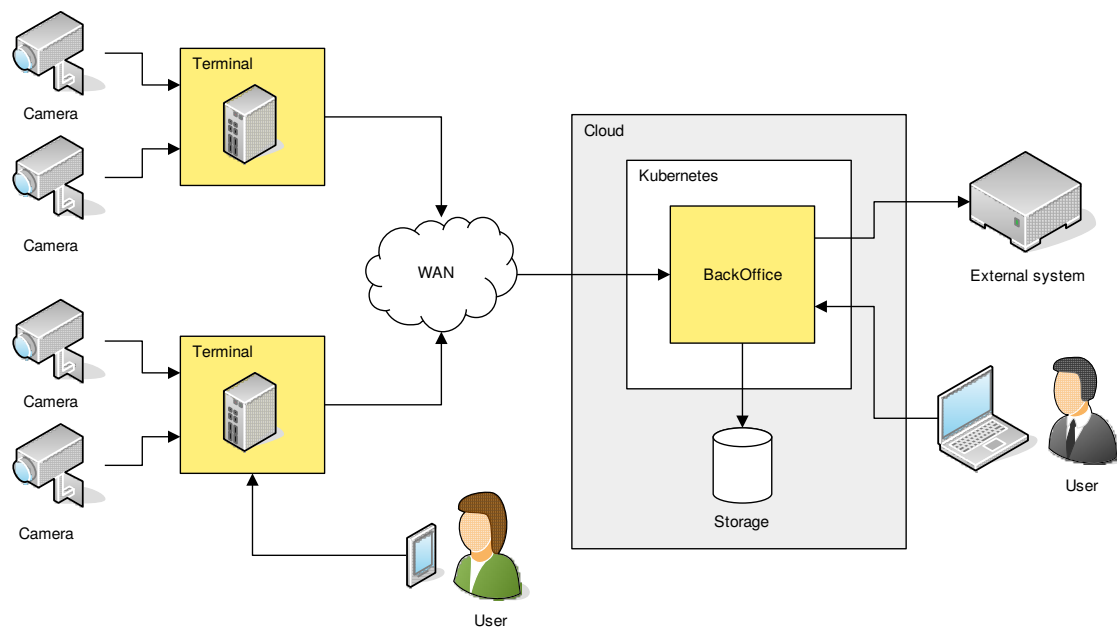 Camera
Camera
Terminal
WAN
Camera
Camera
Terminal
User
Cloud
Kubernetes
BackOffice
Storage
External system
User